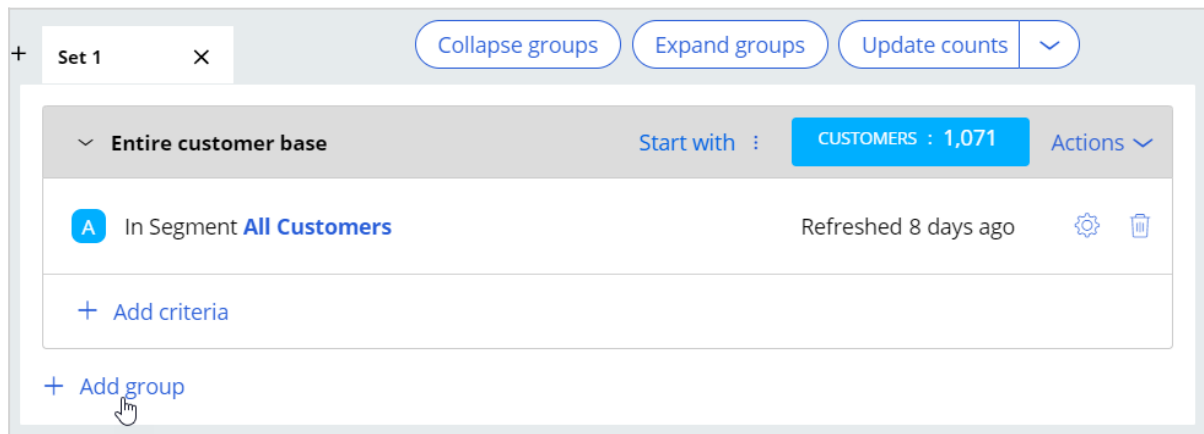 + Set 1 × Collapse groups Expand groups Update counts
Entire customer base Start with CUSTOMERS : 1,071 Actions
A In Segment All Customers Refreshed 8 days ago
+ Add criteria
+ Add group